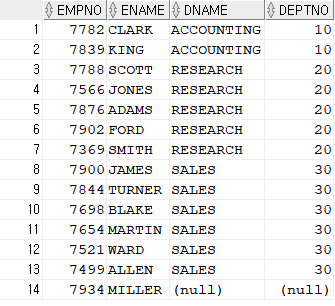 EMPNO ENAME DNAME DEPTNO
1 7782 CLARK ACCOUNTING 10
2 7839 KING ACCOUNTING 10
3 7788 SCOTT RESEARCH 20
4 7566 JONES RESEARCH 20
5 7876 ADAMS RESEARCH 20
6 7902 FORD RESEARCH 20
7 7369 SMITH RESEARCH 20
8 7900 JAMES SALES 30
9 7844 TURNER SALES 30
10 7698 BLAKE SALES 30
11 7654 MARTIN SALES 30
12 7521 WARD SALES 30
13 7499 ALLEN SALES 30
14 7934 MILLER (null) (null)